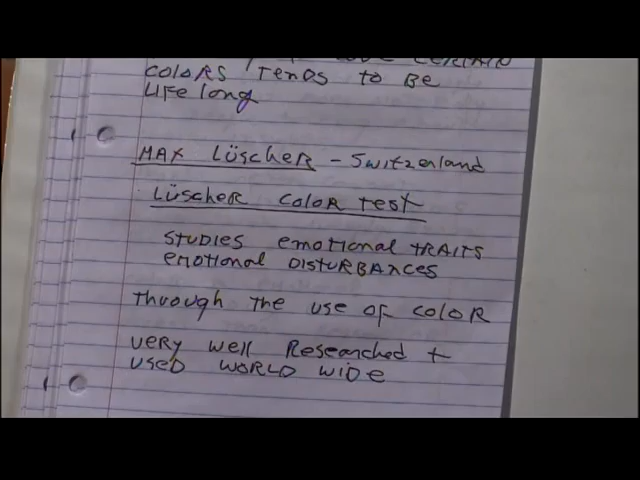 CERTAIN
COLORS TENDS TO BE
LIFE LONG
MAX LÜSCHER - SWITZERLAND
LÜSCHER COLOR TEST
STUDIES EMOTIONAL TRAITS
EMOTIONAL DISTURBANCES
THROUGH THE USE OF COLOR
VERY WELL RESEARCHED +
USED WORLD WIDE